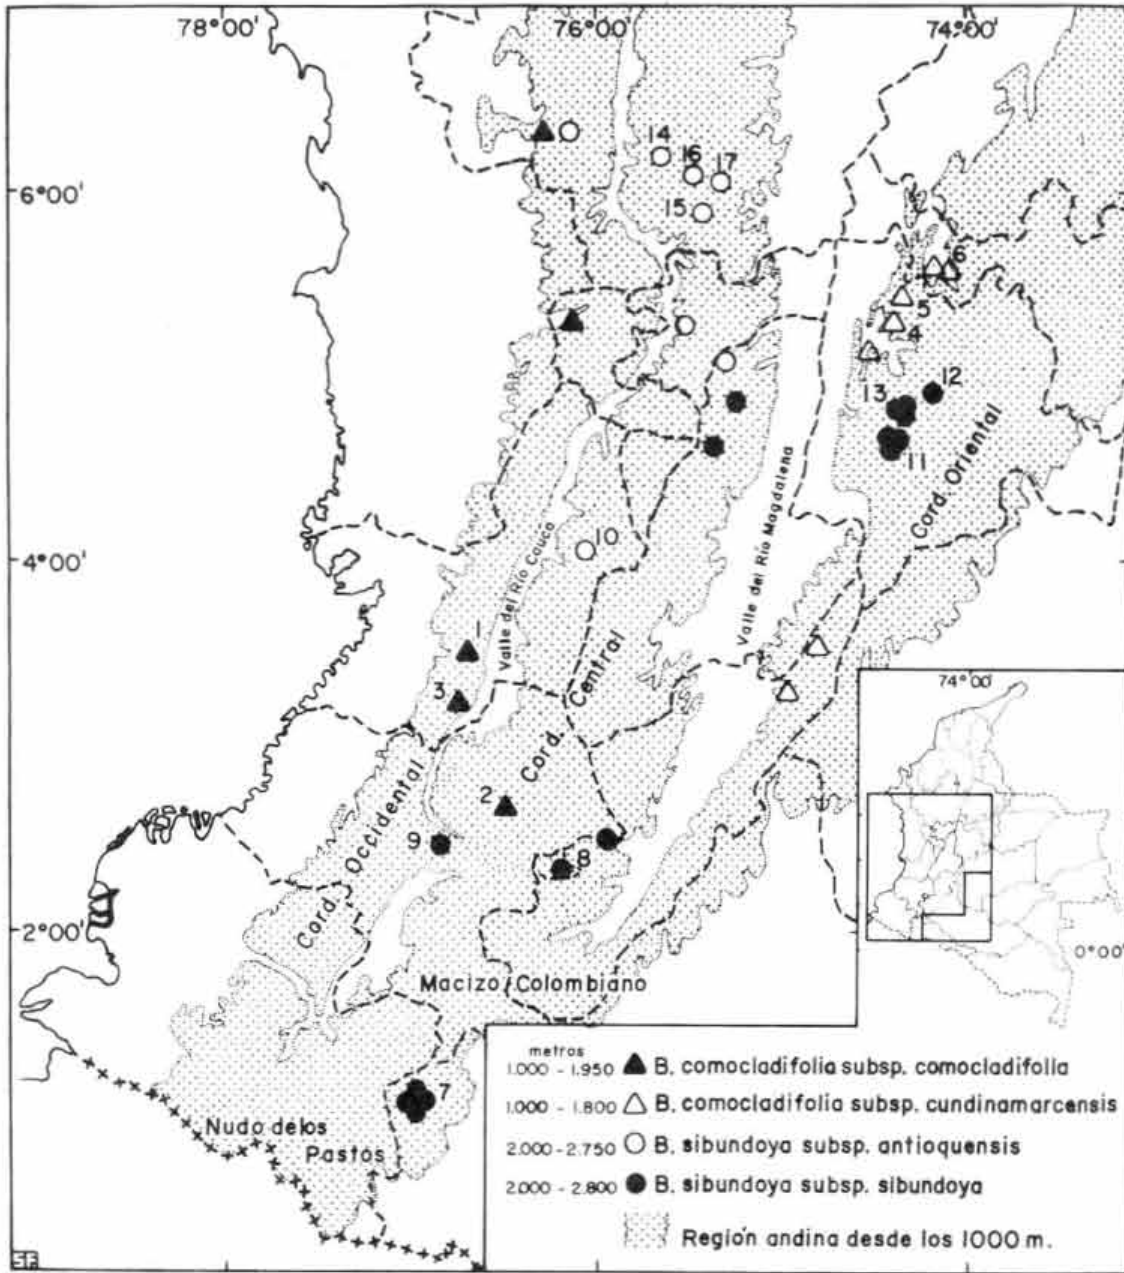 78°00' 76°00' 74°00'
14
16
17
6°00'
15
6
5
4
13
12
11
Cord. Oriental
Valle del Río Magdalena
Valle del Río Cauca
10
4°00'
1
3
Cord. Central
74°00'
2
Cord. Occidental
9
8
2°00'
0°00'
Macizo Colombiano
7
Nudo de los
Pastos
metros
1.000 - 1.950 B. comocladifolia subsp. comocladifolia
1.000 - 1.800 B. comocladifolia subsp. cundinamarcensis
2.000 - 2.750 B. sibundoya subsp. antioquensis
2.000 - 2.800 B. sibundoya subsp. sibundoya
Región andina desde los 1000 m.